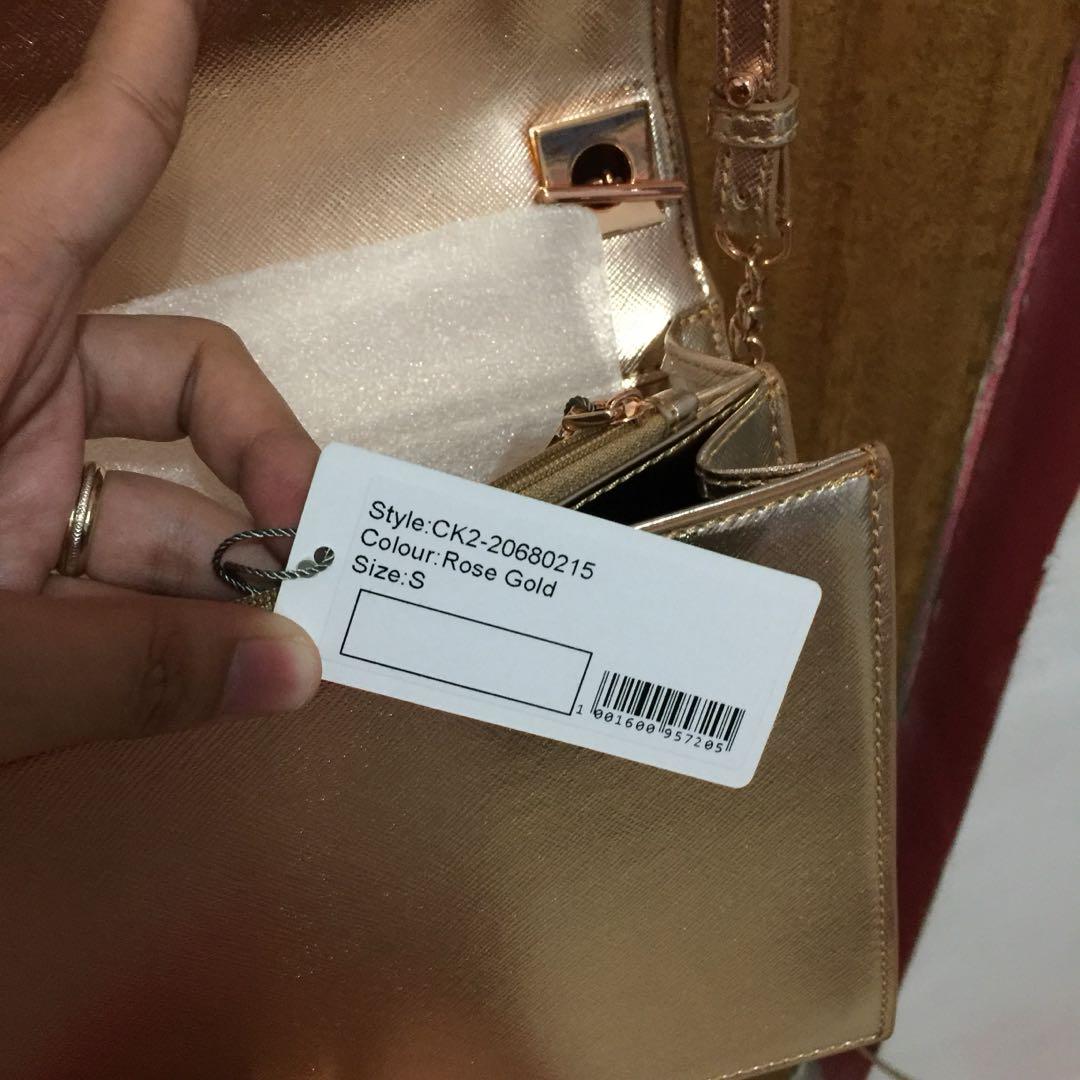 Style:CK2-20680215
Colour:Rose Gold
Size:S
1 001600 957205